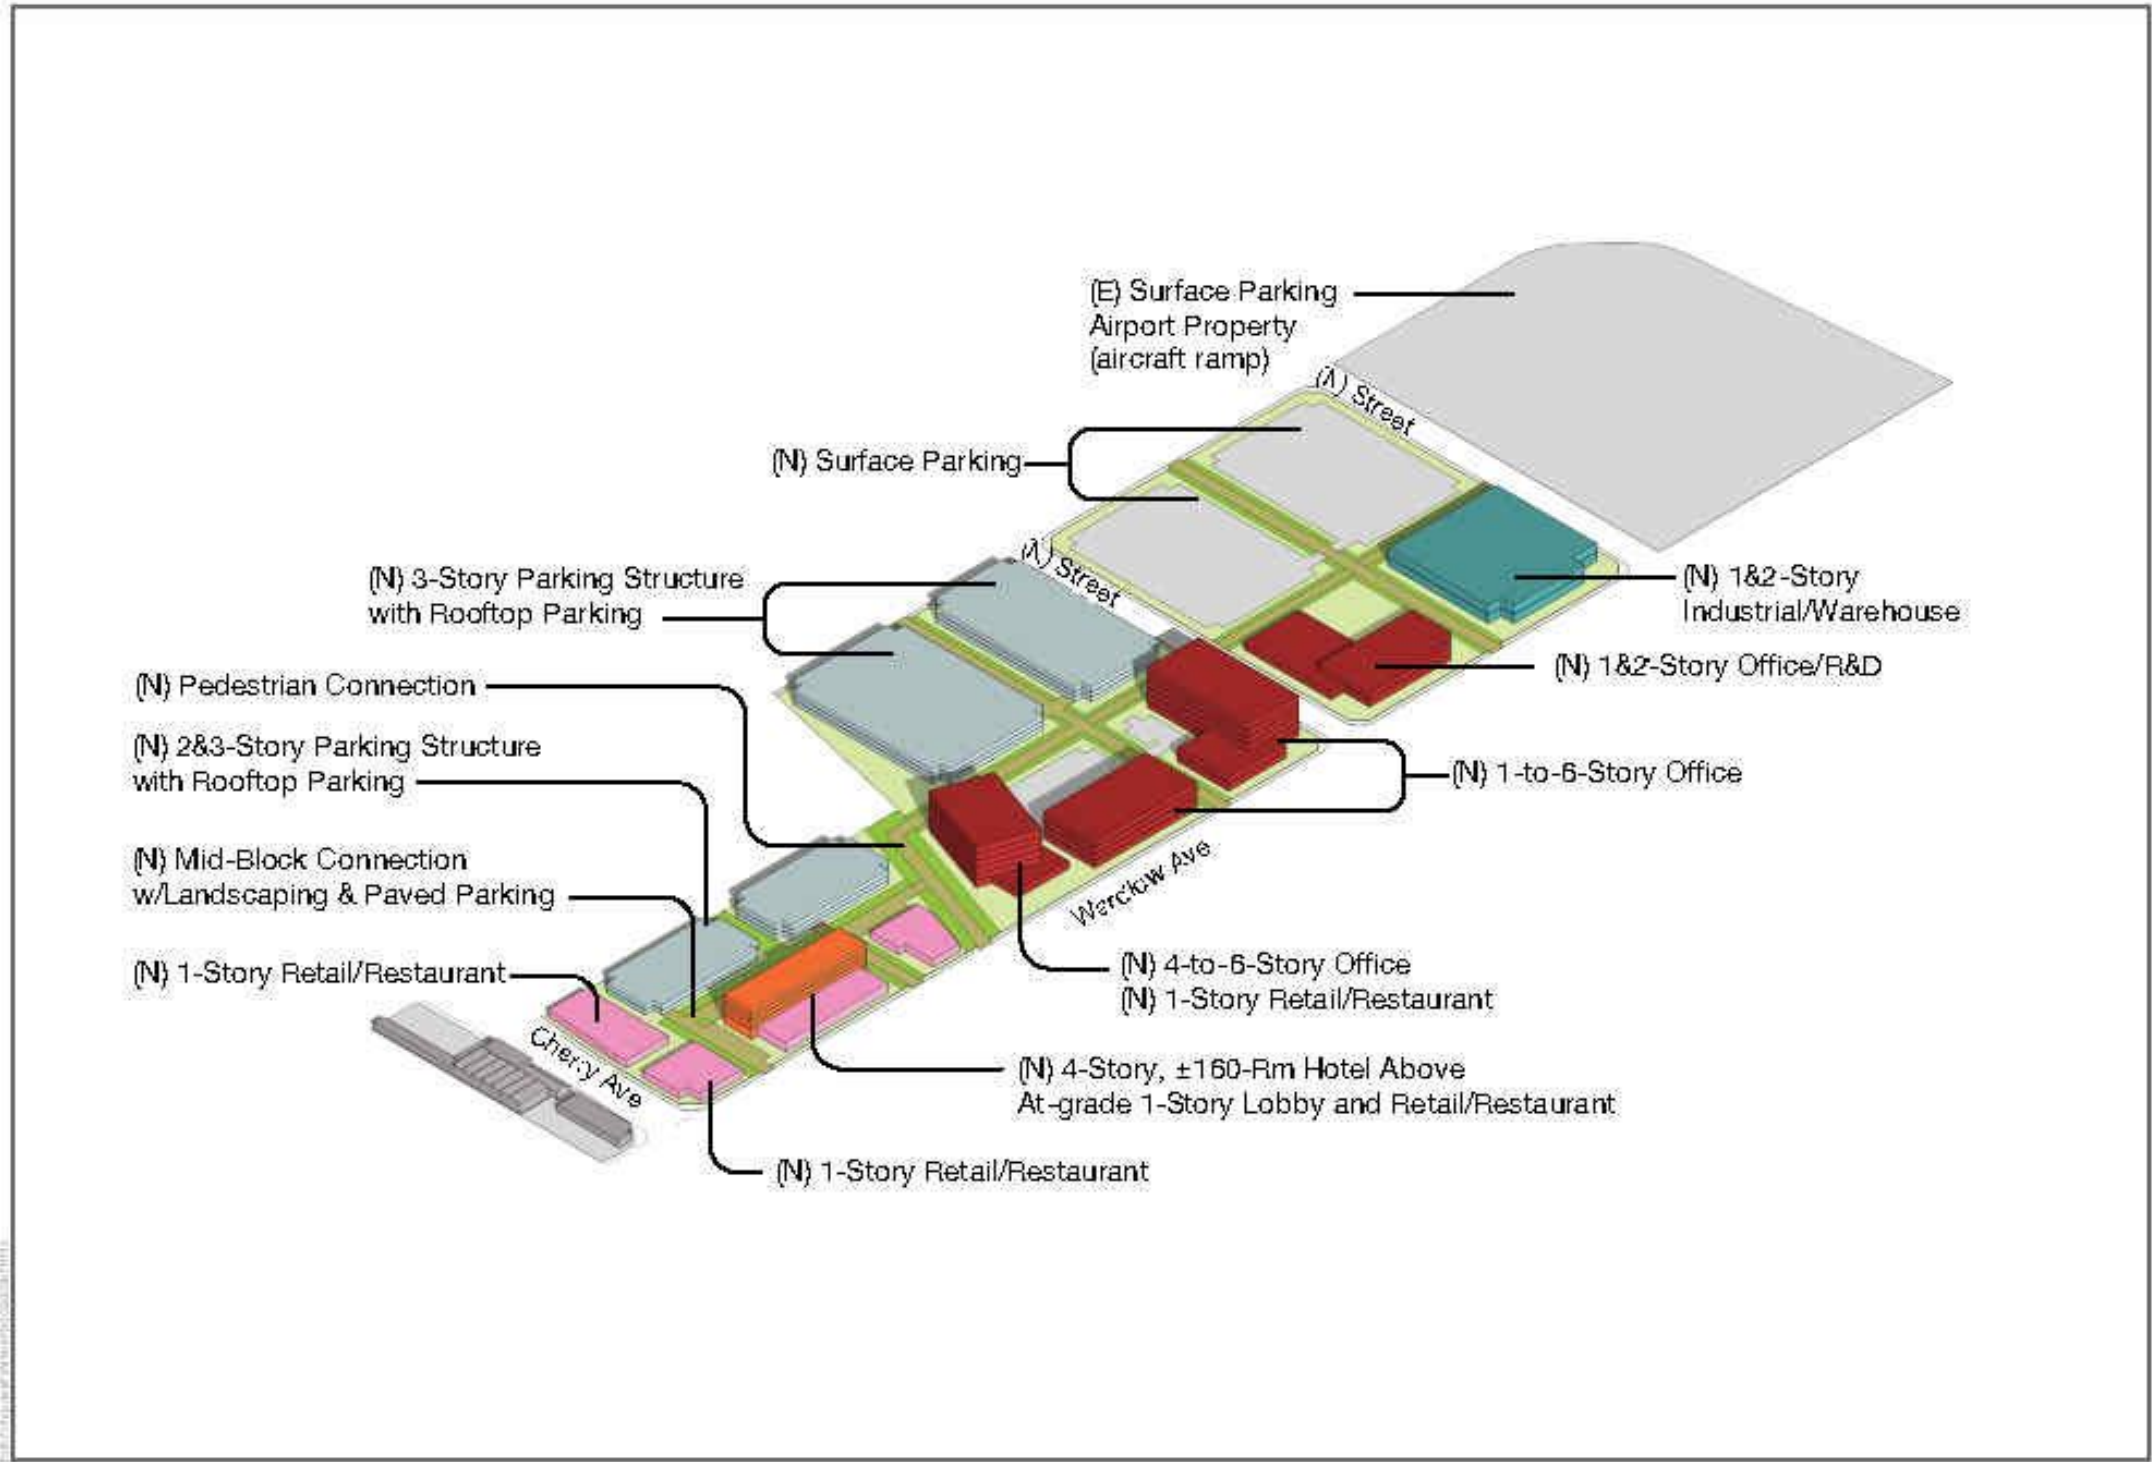 (E) Surface Parking
Airport Property
(aircraft ramp)
(N) Street
(N) Surface Parking
(N) Street
(N) 3-Story Parking Structure
with Rooftop Parking
(N) 1&2-Story
Industrial/Warehouse
(N) 1&2-Story Office/R&D
(N) Pedestrian Connection
(N) 2&3-Story Parking Structure
with Rooftop Parking
(N) 1-to-6-Story Office
(N) Mid-Block Connection
w/Landscaping & Paved Parking
Wardlow Ave
(N) 1-Story Retail/Restaurant
(N) 4-to-6-Story Office
(N) 1-Story Retail/Restaurant
Cherry Ave
(N) 4-Story, ±160-Rm Hotel Above
At-grade 1-Story Lobby and Retail/Restaurant
(N) 1-Story Retail/Restaurant